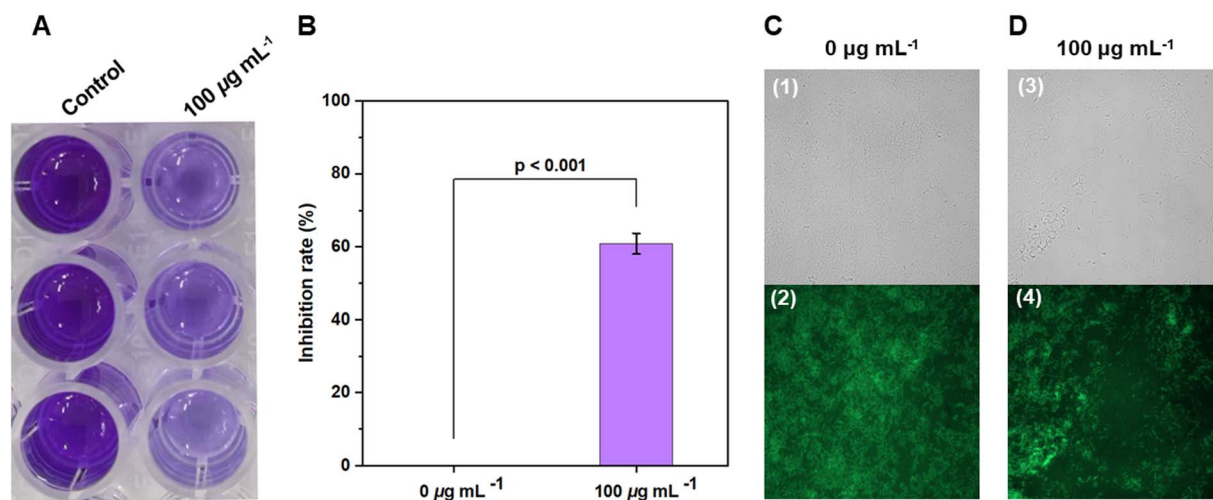 A
Control
100 µg mL-1
B
Inhibition rate (%)
100
80
60
40
20
0
p < 0.001
0 µg mL-1
100 µg mL-1
C
0 µg mL-1
(1)
(2)
D
100 µg mL-1
(3)
(4)